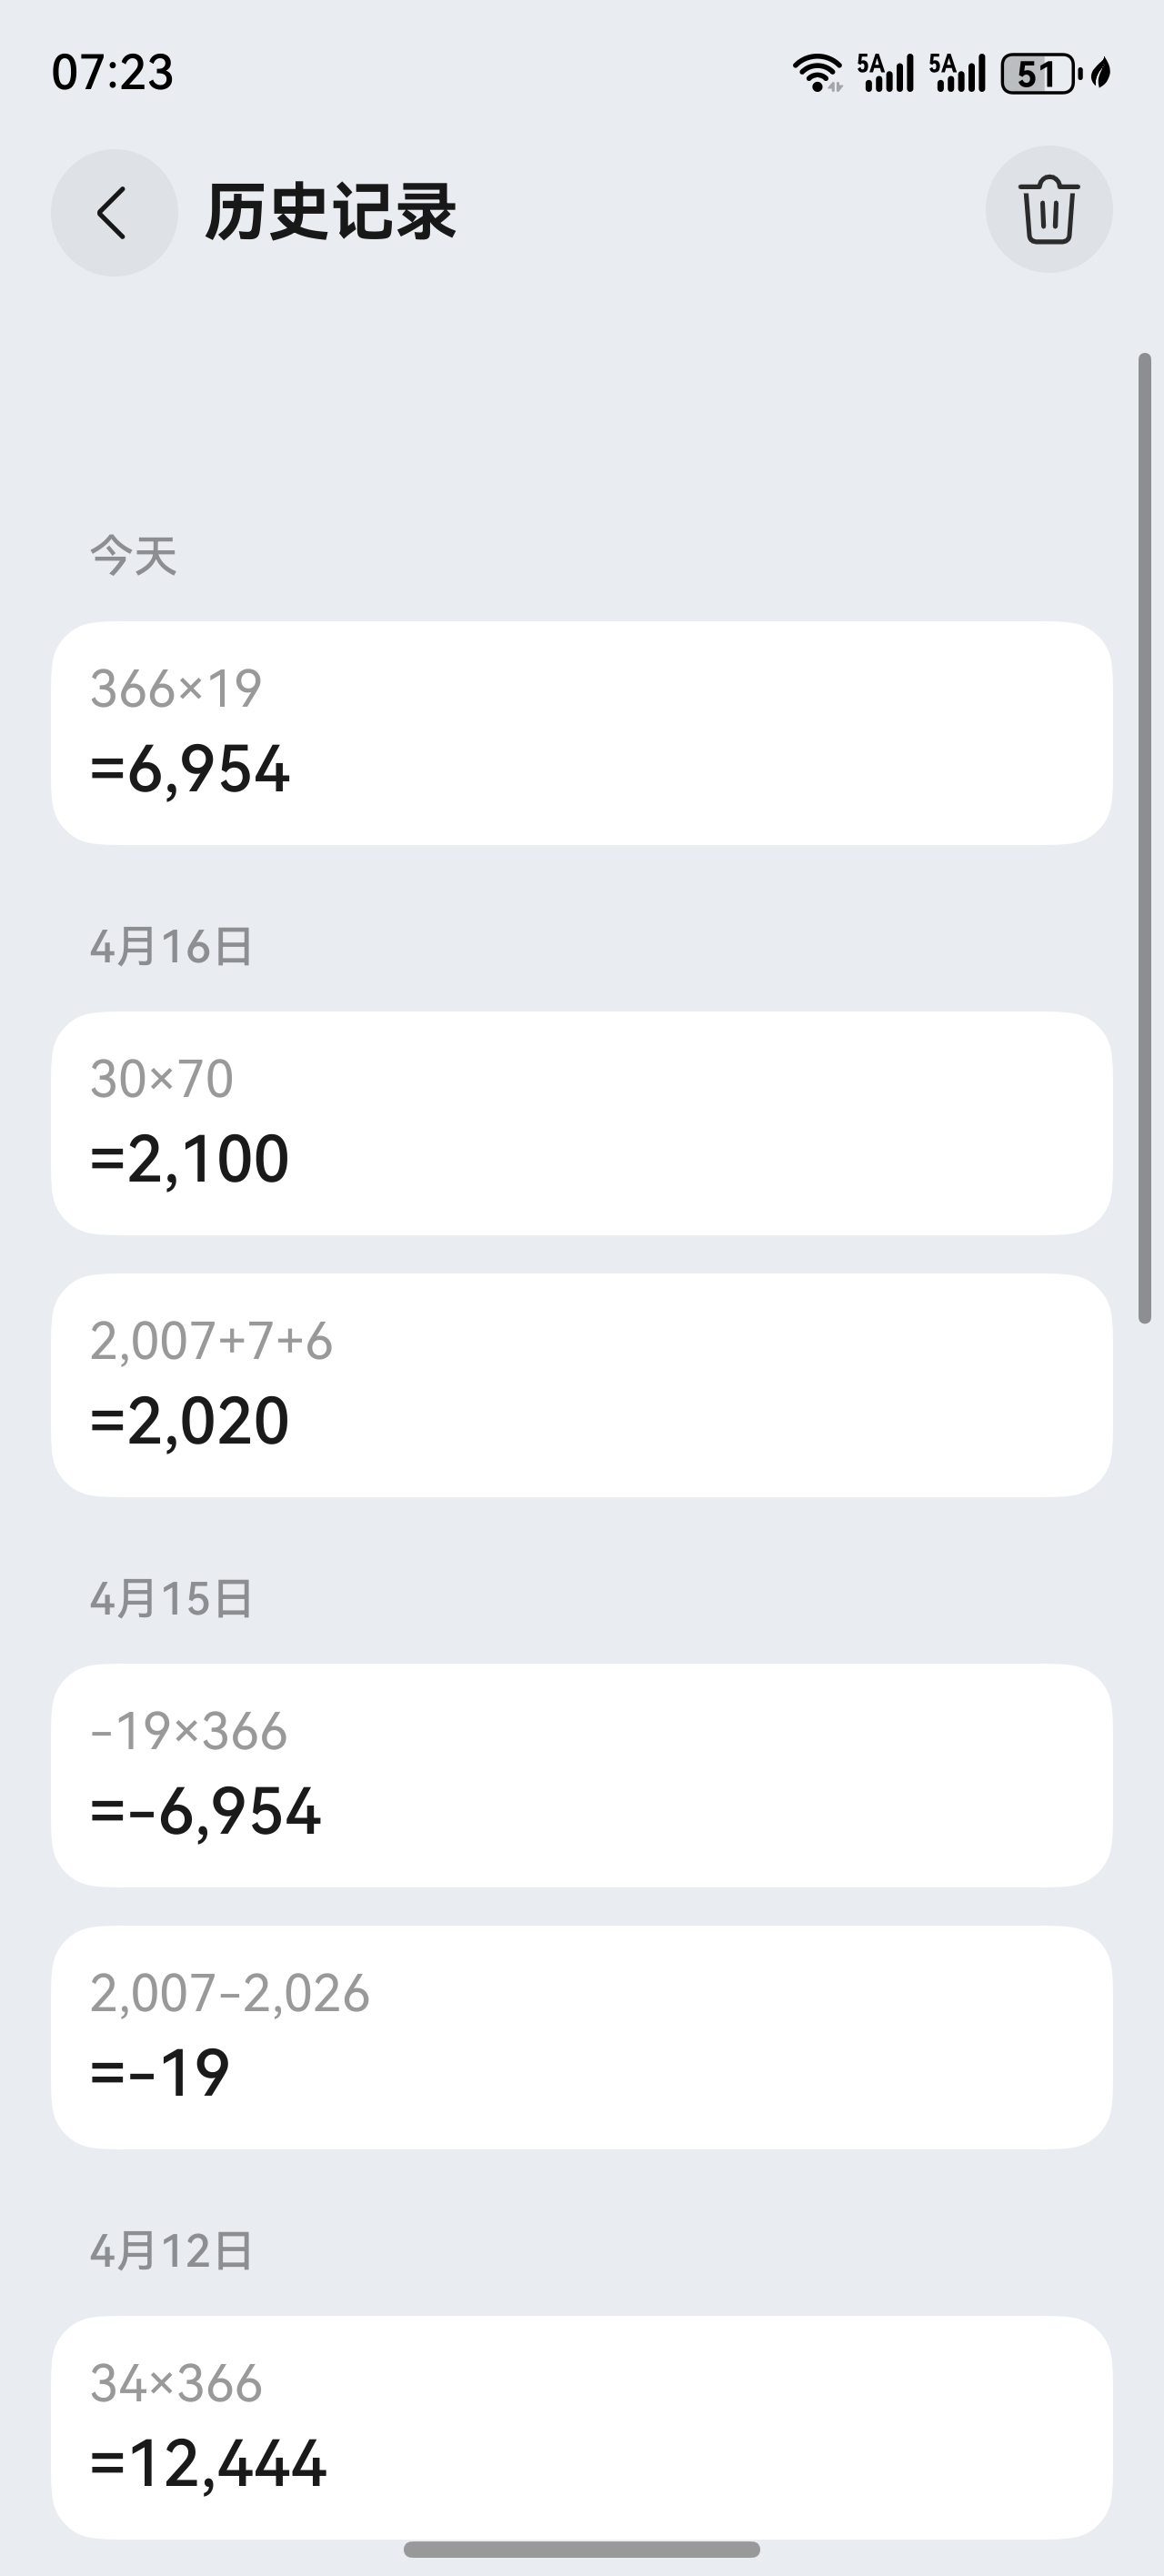 07:23
5A 5A 51
历史记录
今天
366×19
=6,954
4月16日
30×70
=2,100
2,007+7+6
=2,020
4月15日
-19×366
=-6,954
2,007-2,026
=-19
4月12日
34×366
=12,444